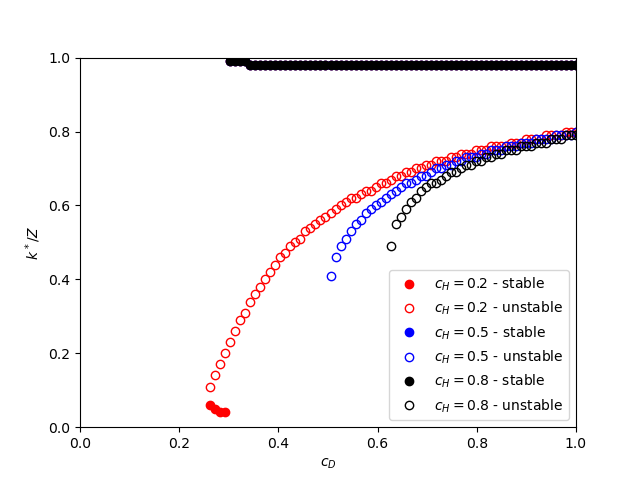 1.0
0.8
0.6
0.4
0.2
0.0
k*/Z
c_H = 0.2 - stable
c_H = 0.2 - unstable
c_H = 0.5 - stable
c_H = 0.5 - unstable
c_H = 0.8 - stable
c_H = 0.8 - unstable
0.0 0.2 0.4 0.6 0.8 1.0
c_D